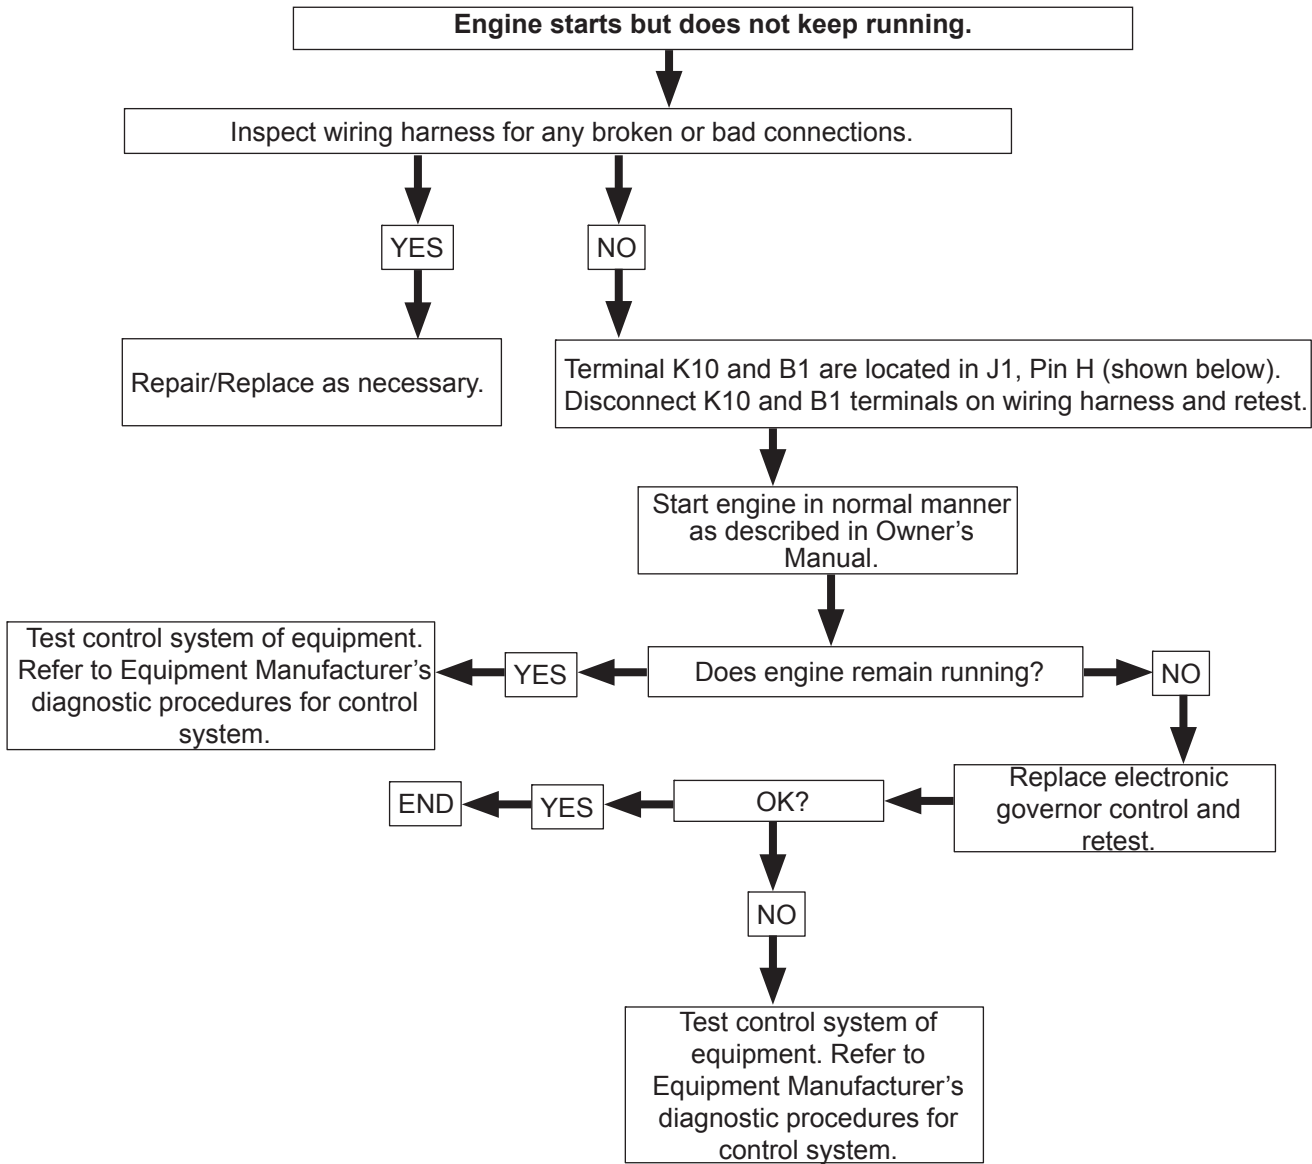 Engine starts but does not keep running.
Inspect wiring harness for any broken or bad connections.
YES
NO
Repair/Replace as necessary.
Terminal K10 and B1 are located in J1, Pin H (shown below).
Disconnect K10 and B1 terminals on wiring harness and retest.
Start engine in normal manner
as described in Owner's
Manual.
Test control system of equipment.
Refer to Equipment Manufacturer's
diagnostic procedures for control
system.
YES
Does engine remain running?
NO
Replace electronic
governor control and
retest.
OK?
YES
END
NO
Test control system of
equipment. Refer to
Equipment Manufacturer's
diagnostic procedures for
control system.